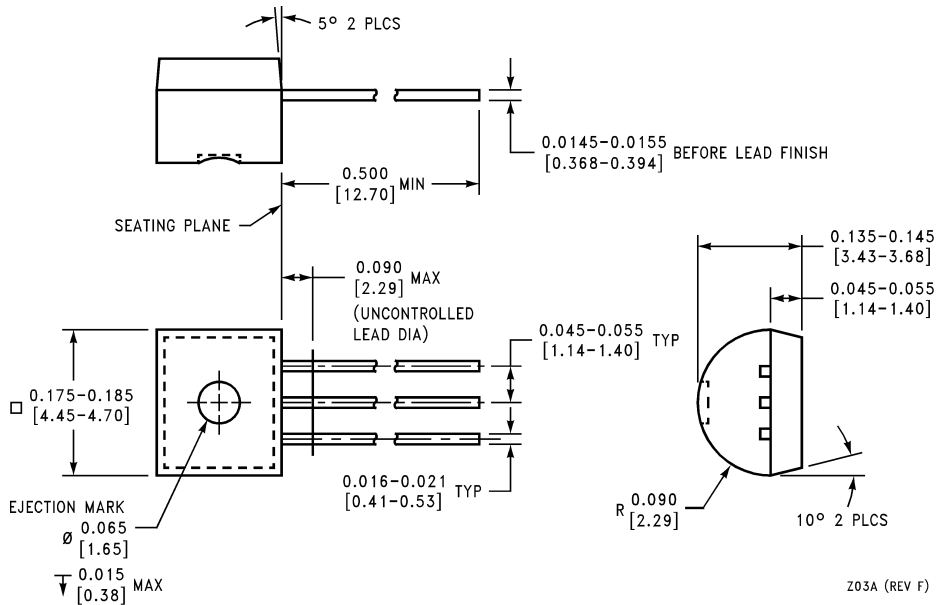 5° 2 PLCS
0.0145-0.0155
[0.368-0.394]
BEFORE LEAD FINISH
0.500
[12.70]
MIN
SEATING PLANE
0.090
[2.29]
MAX
(UNCONTROLLED
LEAD DIA)
0.045-0.055
[1.14-1.40]
TYP
0.135-0.145
[3.43-3.68]
0.045-0.055
[1.14-1.40]
0.175-0.185
[4.45-4.70]
0.016-0.021
[0.41-0.53]
TYP
EJECTION MARK
Ø 0.065
[1.65]
0.015
[0.38]
MAX
R 0.090
[2.29]
10° 2 PLCS
Z03A (REV F)